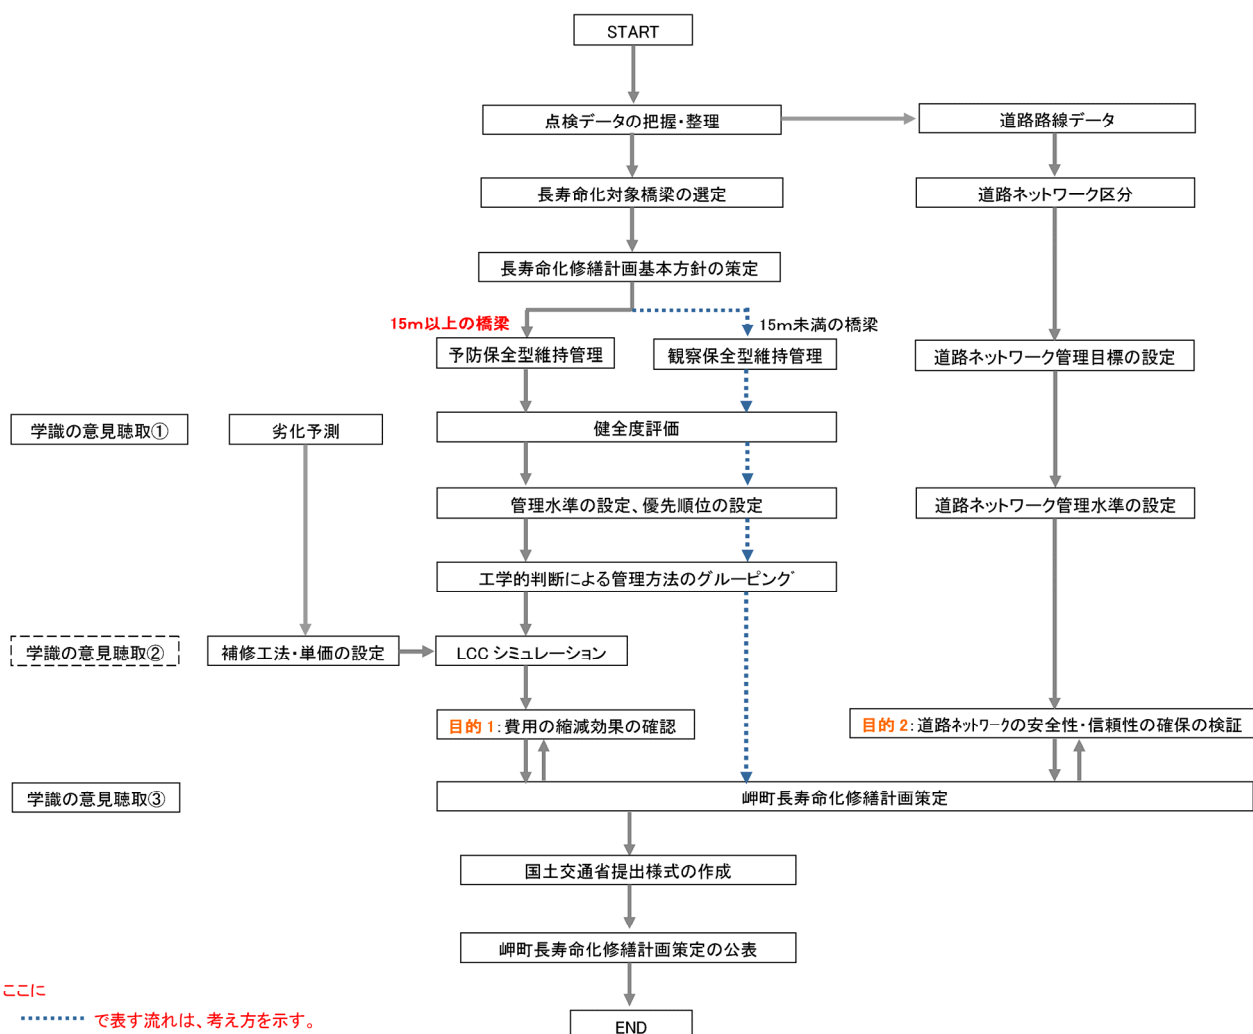 START
点検データの把握・整理
道路路線データ
長寿命化対象橋梁の選定
道路ネットワーク区分
長寿命化修繕計画基本方針の策定
15m以上の橋梁
15m未満の橋梁
予防保全型維持管理
観察保全型維持管理
道路ネットワーク管理目標の設定
学識の意見聴取①
劣化予測
健全度評価
管理水準の設定、優先順位の設定
道路ネットワーク管理水準の設定
工学的判断による管理方法のグルーピング
学識の意見聴取②
補修工法・単価の設定
LCC シミュレーション
目的 1:費用の縮減効果の確認
目的 2:道路ネットワークの安全性・信頼性の確保の検証
学識の意見聴取③
岬町長寿命化修繕計画策定
国土交通省提出様式の作成
岬町長寿命化修繕計画策定の公表
ここに
で表す流れは、考え方を示す。
END